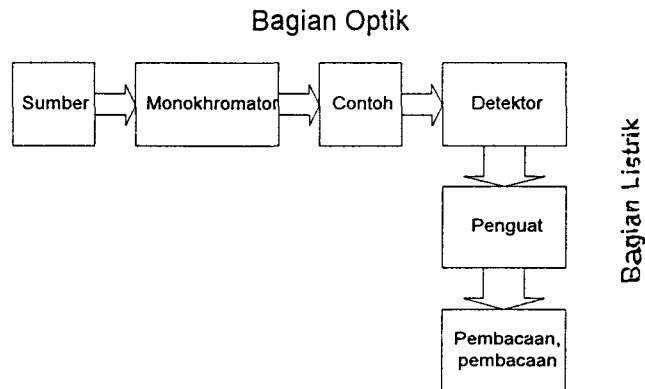 Bagian Optik
Sumber
Monokhromator
Contoh
Detektor
Bagian Listrik
Penguat
Pembacaan,
pembacaan